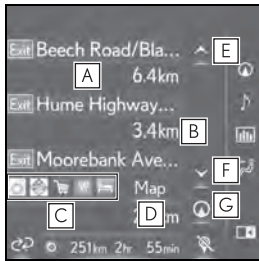 Exit Beech Road/Bla... E
A 6.4km
Exit Hume Highway...
3.4km B
Exit Moorebank Ave... F
Map
C D m G
251km 2hr 55min